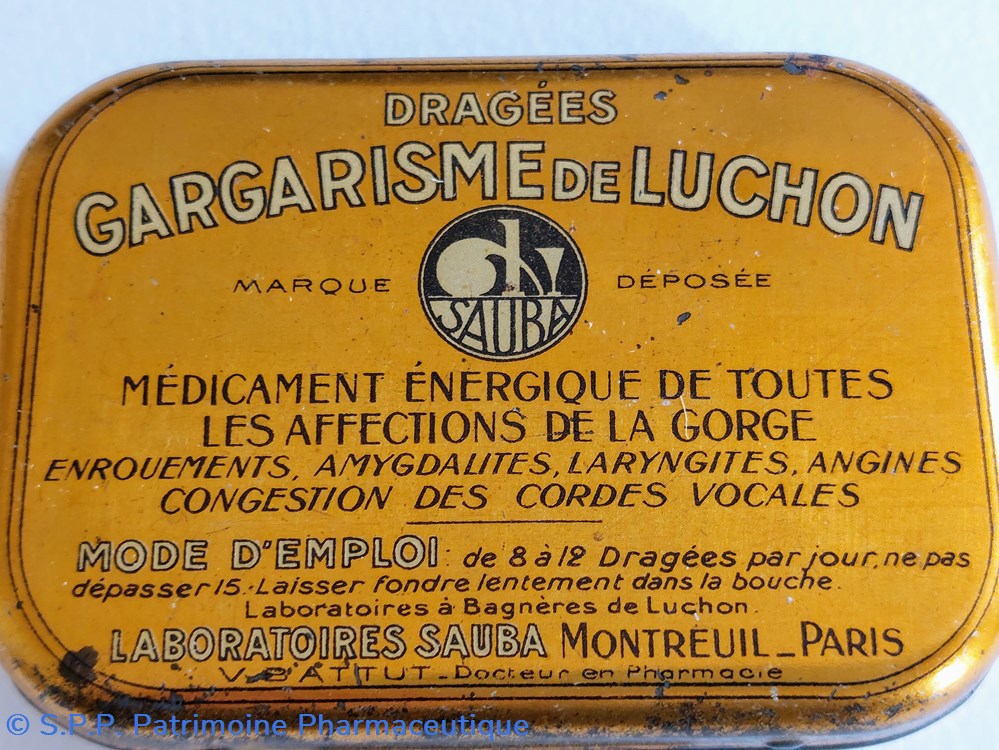 DRAGÉES
GARGARISME DE LUCHON
MARQUE DÉPOSÉE
SAUBA
MÉDICAMENT ÉNERGIQUE DE TOUTES
LES AFFECTIONS DE LA GORGE
ENROUEMENTS, AMYGDALITES, LARYNGITES, ANGINES
CONGESTION DES CORDES VOCALES
MODE D'EMPLOI: de 8 à 12 Dragées par jour, ne pas
dépasser 15. Laisser fondre lentement dans la bouche.
Laboratoires à Bagnères de Luchon.
LABORATOIRES SAUBA MONTREUIL_PARIS
V. BATTUT_Docteur en Pharmacie
© S.P.P. Patrimoine Pharmaceutique